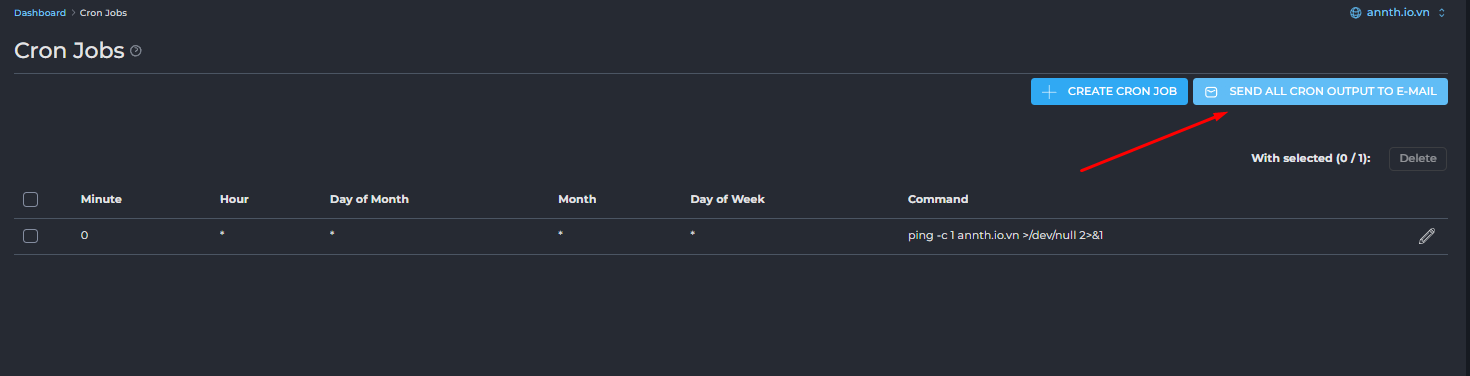 Dashboard > Cron Jobs
annth.io.vn
Cron Jobs ?
CREATE CRON JOB
SEND ALL CRON OUTPUT TO E-MAIL
With selected (0 / 1): Delete
Minute Hour Day of Month Month Day of Week Command
0 * * * * ping -c 1 annth.io.vn >/dev/null 2>&1